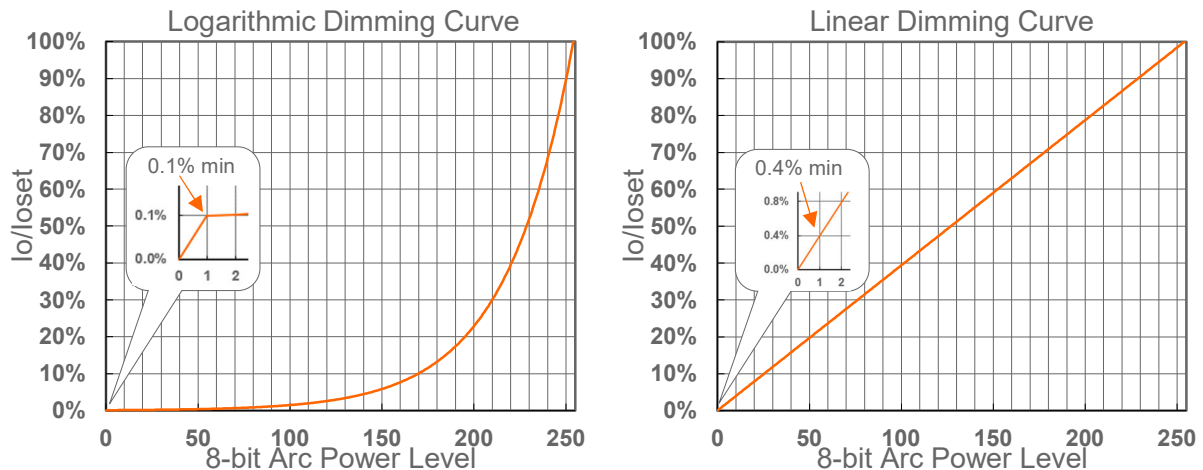 Logarithmic Dimming Curve
100%
90%
80%
70%
60%
50%
40%
30%
20%
10%
0%
Io/Ioset
0.1% min
0.1%
0.0%
0 1 2
0 50 100 150 200 250
8-bit Arc Power Level
Linear Dimming Curve
100%
90%
80%
70%
60%
50%
40%
30%
20%
10%
0%
Io/Ioset
0.4% min
0.8%
0.4%
0.0%
0 1 2
0 50 100 150 200 250
8-bit Arc Power Level